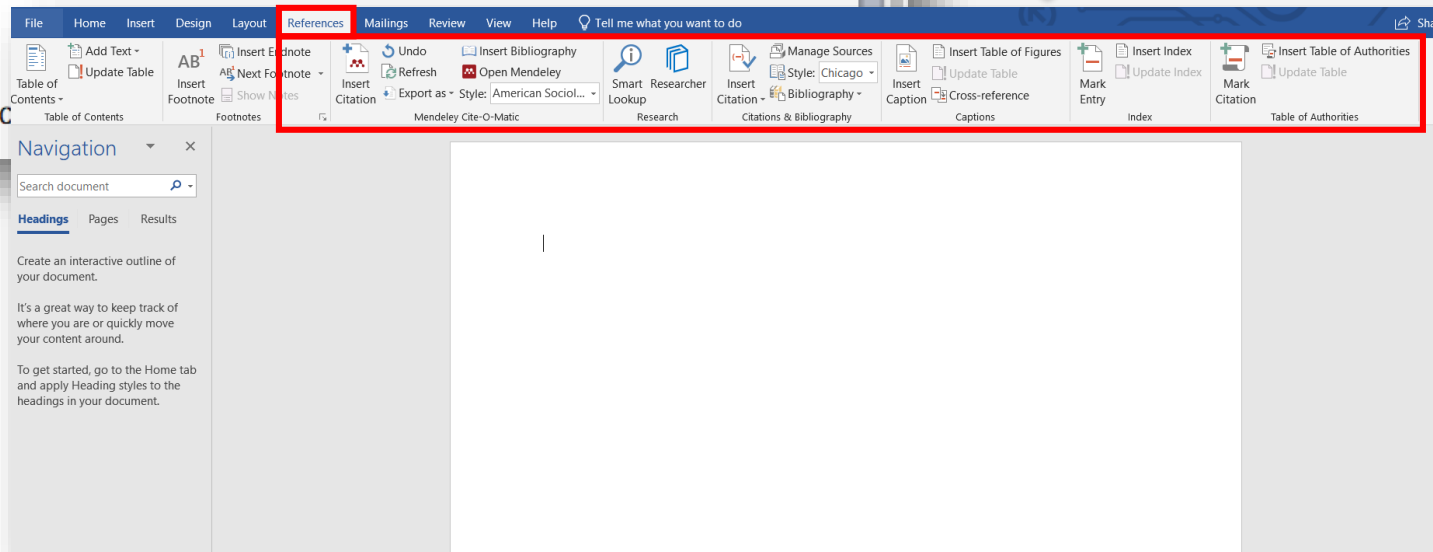 File Home Insert Design Layout References Mailings Review View Help Tell me what you want to do Sha
Table of Contents
Add Text
Update Table
Table of Contents
AB1
Insert Footnote
Insert Endnote
AB1 Next Footnote
Show Notes
Footnotes
Insert Citation
Undo
Refresh
Export as
Insert Bibliography
Open Mendeley
Style: American Sociol...
Mendeley Cite-O-Matic
Smart Lookup
Researcher
Research
Insert Citation
Manage Sources
Style: Chicago
Bibliography
Citations & Bibliography
Insert Caption
Insert Table of Figures
Update Table
Cross-reference
Captions
Mark Entry
Insert Index
Update Index
Index
Mark Citation
Insert Table of Authorities
Update Table
Table of Authorities
Navigation
Search document
Headings Pages Results
Create an interactive outline of
your document.
It's a great way to keep track of
where you are or quickly move
your content around.
To get started, go to the Home tab
and apply Heading styles to the
headings in your document.